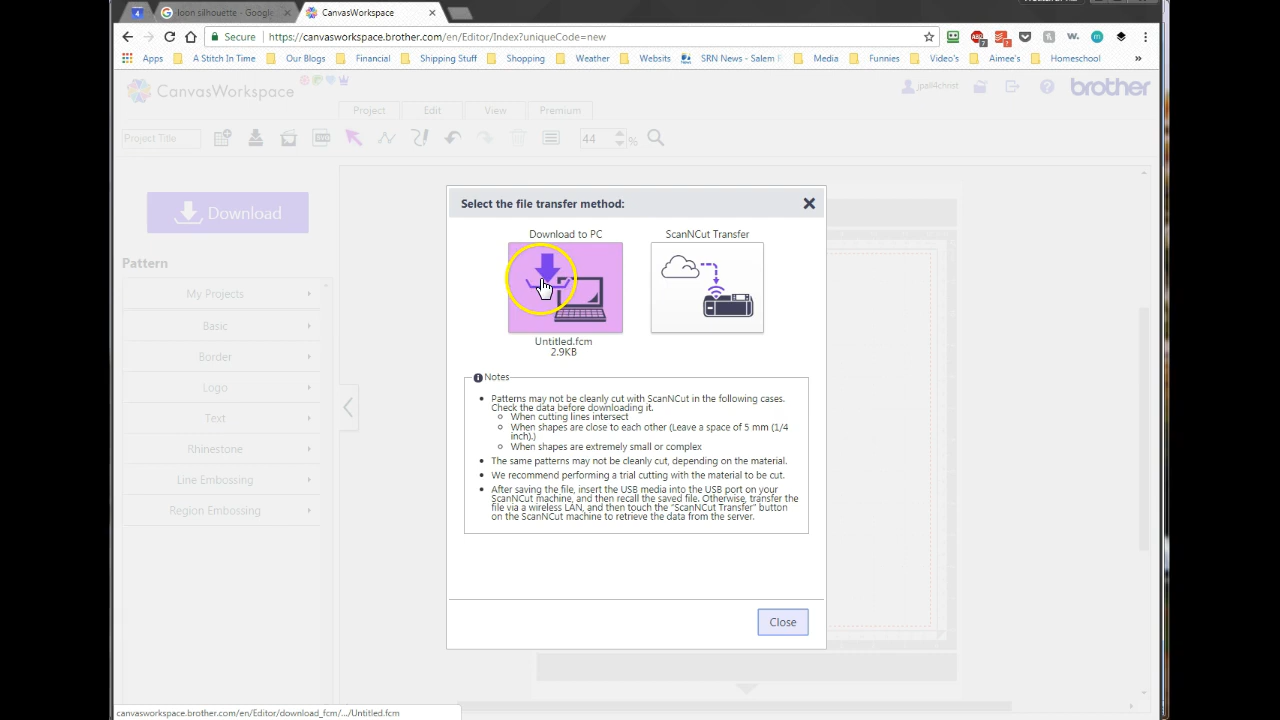 4
loon silhouette - Google
CanvasWorkspace
Secure
https://canvasworkspace.brother.com/en/Editor/Index?uniqueCode=new
Apps
A Stitch In Time
Our Blogs
Financial
Shipping Stuff
Shopping
Weather
Website
SRN News - Salem R
Media
Funnies
Video's
Aimee's
Homeschool
»
CanvasWorkspace
jpall4christ
brother
Project
Edit
View
Premium
Project Title
44
%
Download
Pattern
My Projects
Basic
Border
Logo
Text
Rhinestone
Line Embossing
Region Embossing
Select the file transfer method:
Download to PC
ScanNCut Transfer
Untitled.fcm
2.9KB
Notes
Patterns may not be cleanly cut with ScanNCut in the following cases.
Check the data before downloading it.
When cutting lines intersect
When shapes are close to each other (Leave a space of 5 mm (1/4
inch).)
When shapes are extremely small or complex
The same patterns may not be cleanly cut, depending on the material.
We recommend performing a trial cutting with the material to be cut.
After saving the file, insert the USB media into the USB port on your
ScanNCut machine, and then recall the saved file. Otherwise, transfer the
file via a wireless LAN, and then touch the "ScanNCut Transfer" button
on the ScanNCut machine to retrieve the data from the server.
Close
canvasworkspace.brother.com/en/Editor/download_fcm/.../Untitled.fcm